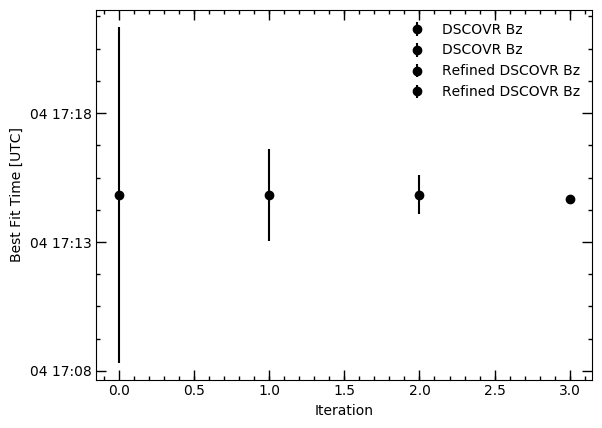 DSCOVR Bz
DSCOVR Bz
Refined DSCOVR Bz
Refined DSCOVR Bz
04 17:18
04 17:13
04 17:08
Best Fit Time [UTC]
0.0 0.5 1.0 1.5 2.0 2.5 3.0
Iteration